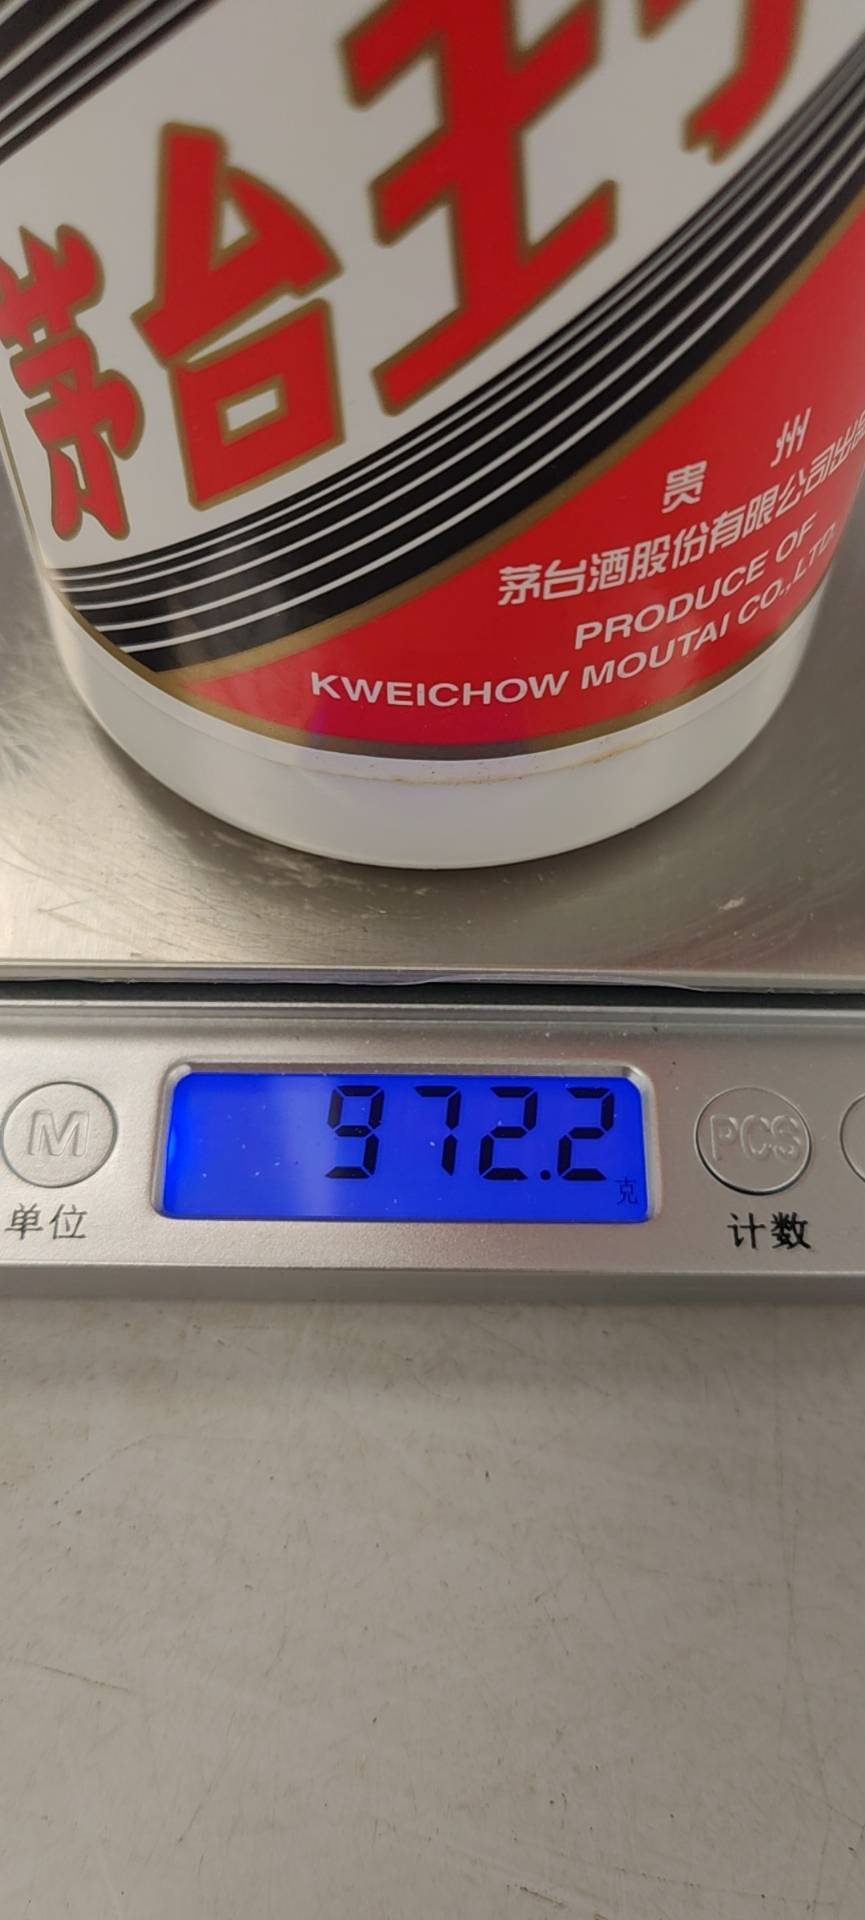 茅台王
贵州
茅台酒股份有限公司出
PRODUCE OF
KWEICHOW MOUTAI CO.,LTD.
972.2
克
M
单位
PCS
计数